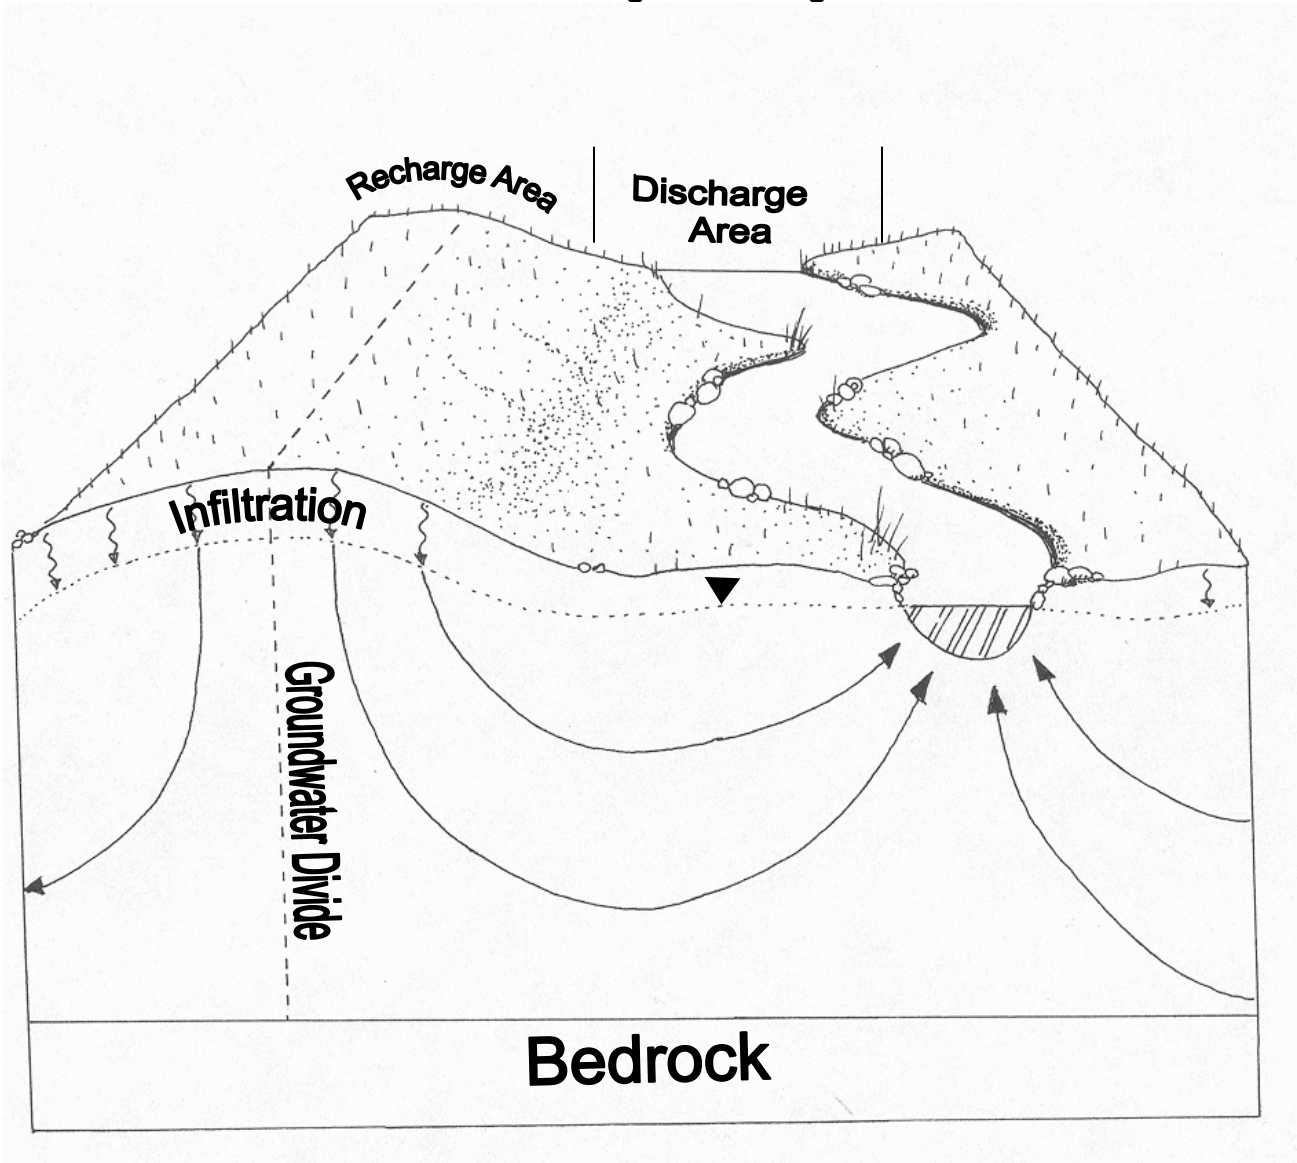 Recharge Area
Discharge
Area
Infiltration
Groundwater Divide
Bedrock